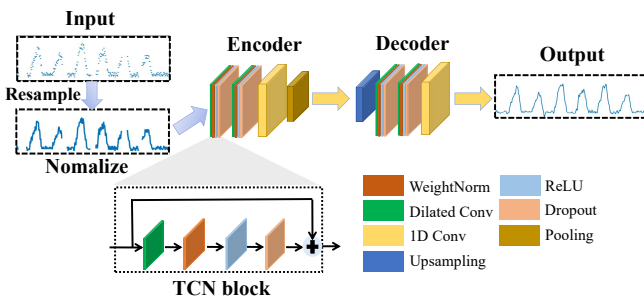 Input
Resample
Nomalize
Encoder
Decoder
Output
TCN block
WeightNorm
Dilated Conv
1D Conv
Upsampling
ReLU
Dropout
Pooling